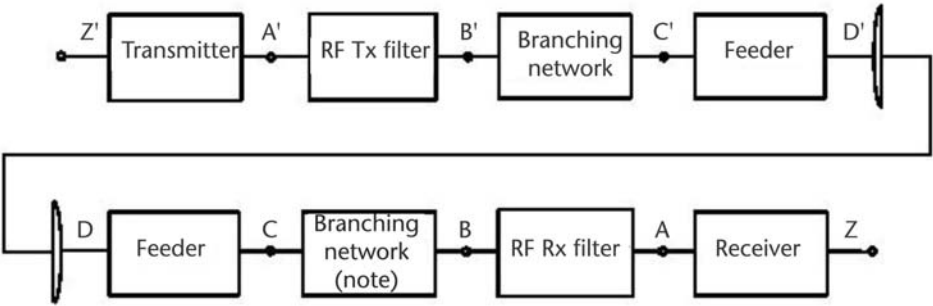 Z' Transmitter A' RF Tx filter B' Branching network C' Feeder D'
D Feeder C Branching network (note) B RF Rx filter A Receiver Z